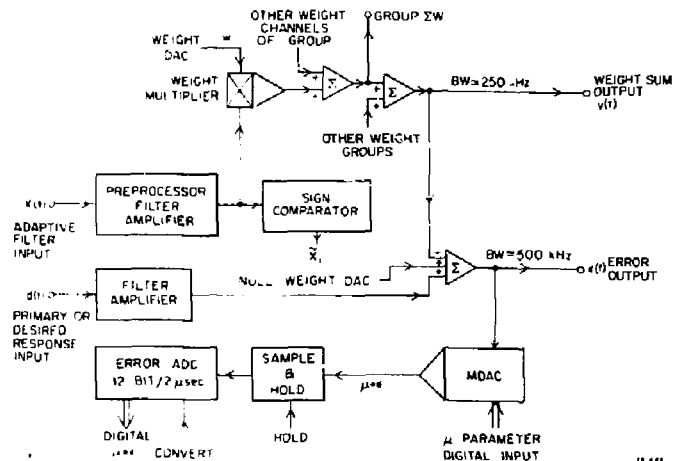 OTHER WEIGHT
CHANNELS
OF GROUP
GROUP ΣW
WEIGHT
DAC
W
WEIGHT
MULTIPLIER
X
Σ
Σ
BW≃250 kHz
WEIGHT SUM
OUTPUT
y(t)
OTHER WEIGHT
GROUPS
X(t)
PREPROCESSOR
FILTER
AMPLIFIER
SIGN
COMPARATOR
ADAPTIVE
FILTER
INPUT
X̃i
NULL WEIGHT DAC
Σ
BW≃500 kHz
ϵ(t) ERROR
OUTPUT
d(t)
FILTER
AMPLIFIER
PRIMARY OR
DESIRED
RESPONSE
INPUT
ERROR ADC
12 BIT/2 μsec
SAMPLE
&
HOLD
μ•ϵ
MDAC
DIGITAL
μ•ϵ
CONVERT
HOLD
μ PARAMETER
DIGITAL INPUT